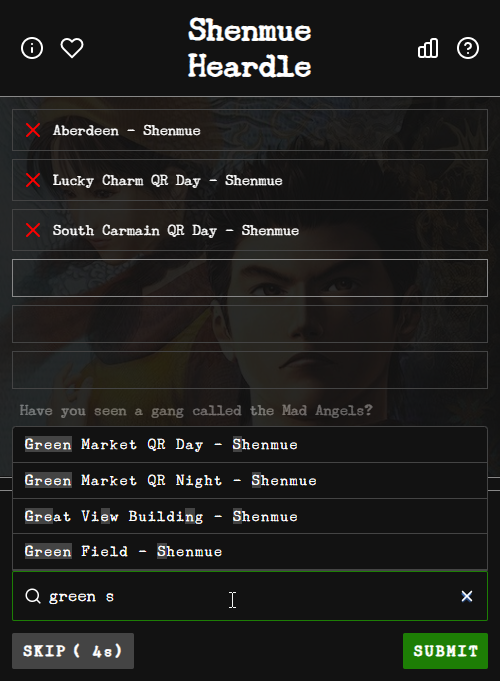 Shenmue
Heardle
Aberdeen - Shenmue
Lucky Charm QR Day - Shenmue
South Carmain QR Day - Shenmue
Have you seen a gang called the Mad Angels?
Green Market QR Day - Shenmue
Green Market QR Night - Shenmue
Great View Building - Shenmue
Green Field - Shenmue
green s
SKIP ( 4s)
SUBMIT